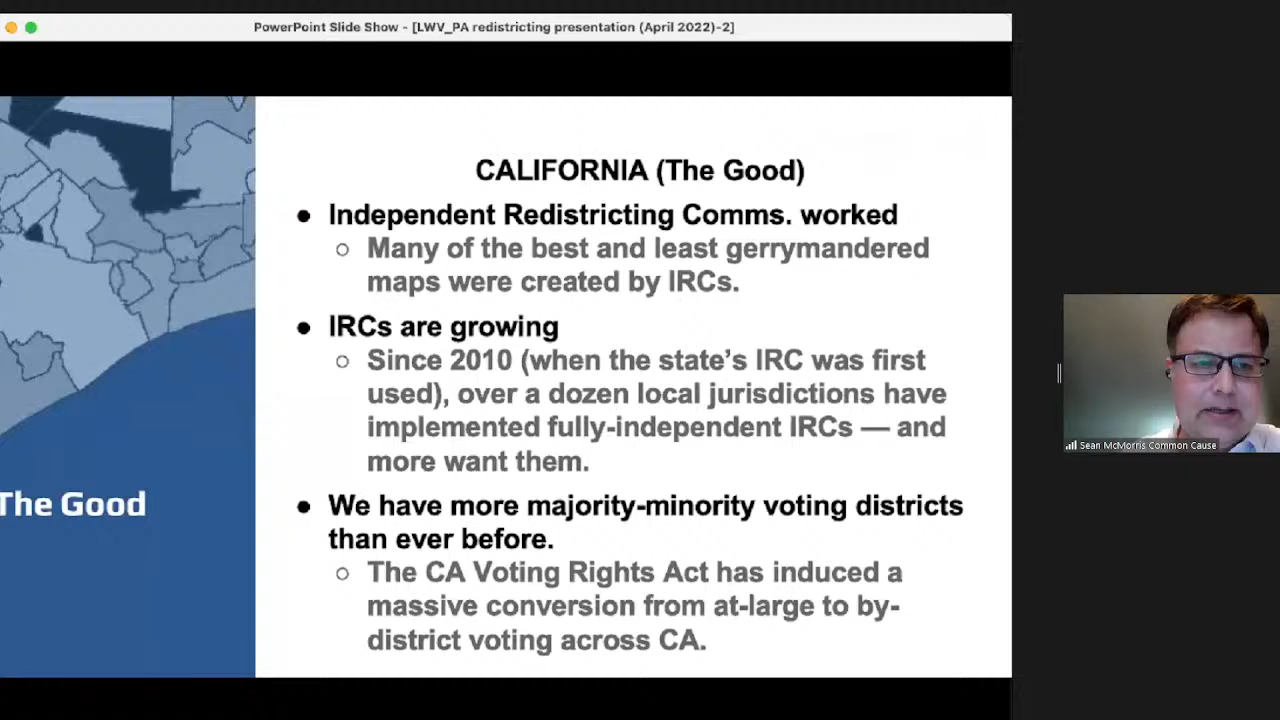 PowerPoint Slide Show - [LWV_PA redistricting presentation (April 2022)-2]
The Good
CALIFORNIA (The Good)
● Independent Redistricting Comms. worked
○ Many of the best and least gerrymandered
maps were created by IRCs.
● IRCs are growing
○ Since 2010 (when the state's IRC was first
used), over a dozen local jurisdictions have
implemented fully-independent IRCs — and
more want them.
● We have more majority-minority voting districts
than ever before.
○ The CA Voting Rights Act has induced a
massive conversion from at-large to by-
district voting across CA.
Sean McMorris Common Cause